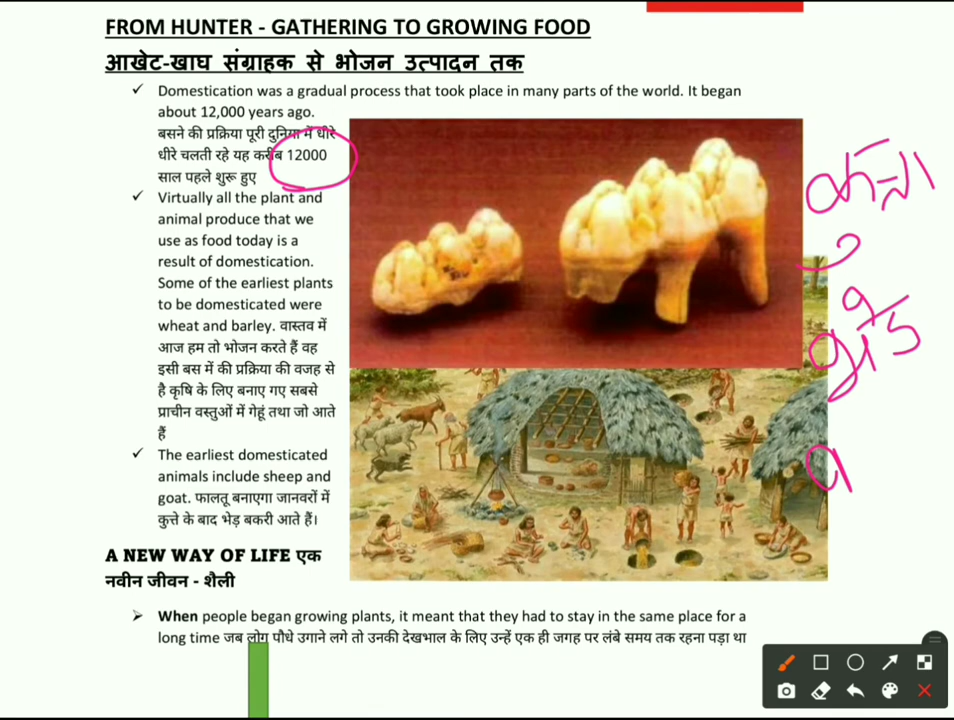 FROM HUNTER - GATHERING TO GROWING FOOD
आखेट-खाघ संग्राहक से भोजन उत्पादन तक
✓ Domestication was a gradual process that took place in many parts of the world. It began
about 12,000 years ago.
बसने की प्रक्रिया पूरी दुनिया में धीरे
धीरे चलती रहे यह करीब 12000
साल पहले शुरू हुए
✓ Virtually all the plant and
animal produce that we
use as food today is a
result of domestication.
Some of the earliest plants
to be domesticated were
wheat and barley. वास्तव में
आज हम तो भोजन करते हैं वह
इसी बस में की प्रक्रिया की वजह से
है कृषि के लिए बनाए गए सबसे
प्राचीन वस्तुओं में गेहूं तथा जो आते
हैं
✓ The earliest domesticated
animals include sheep and
goat. फालतू बनाएगा जानवरों में
कुत्ते के बाद भेड़ बकरी आते हैं।
A NEW WAY OF LIFE एक
नवीन जीवन - शैली
➢ When people began growing plants, it meant that they had to stay in the same place for a
long time जब लोग पौधे उगाने लगे तो उनकी देखभाल के लिए उन्हें एक ही जगह पर लंबे समय तक रहना पड़ा था